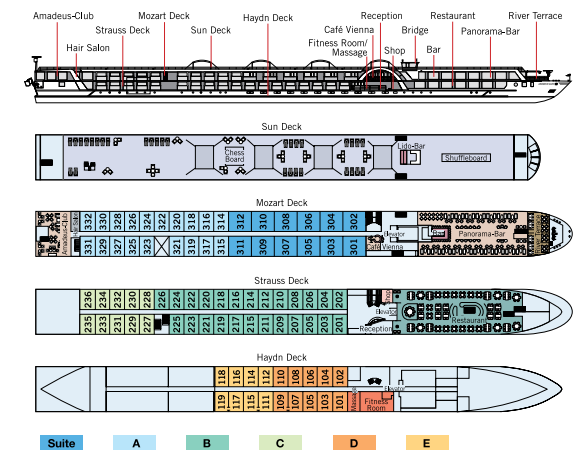 Amadeus-Club
Mozart Deck
Haydn Deck
Reception
Restaurant
River Terrace
Strauss Deck
Sun Deck
Café Vienna
Bridge
Panorama-Bar
Hair Salon
Fitness Room/
Massage
Shop
Bar
Sun Deck
Chess
Board
Lido-Bar
Shuffleboard
Mozart Deck
Amadeus-Club
Hair Salon
332 330 328 326 324 322 320 318 316 314 312 310 308 306 304 302
331 329 327 325 323 321 319 317 315 311 309 307 305 303 301
Café Vienna
Elevator
Bar
Panorama-Bar
River Terrace
Strauss Deck
236 234 232 230 228 226 224 222 220 218 216 214 212 210 208 206 204 202
235 233 231 229 227 225 223 221 219 217 215 211 209 207 205 203 201
Shop
Reception
Elevator
Restaurant
Haydn Deck
118 116 114 112 110 108 106 104 102
119 117 115 111 109 107 105 103 101
Massage
Fitness
Room
Elevator
Suite A B C D E